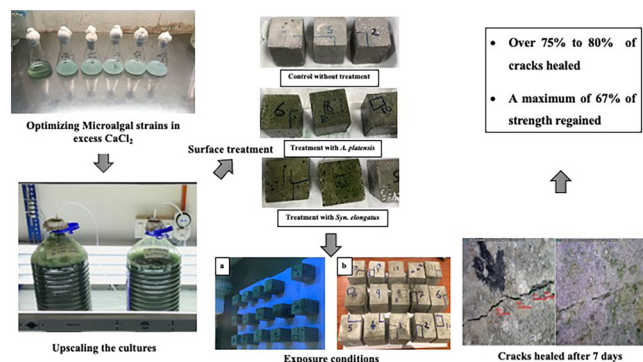 Optimizing Microalgal strains in
excess CaCl2
Upscaling the cultures
Surface treatment
Control without treatment
Treatment with A. platensis
Treatment with Syn. elongatus
a
b
Exposure conditions
• Over 75% to 80% of
cracks healed
• A maximum of 67% of
strength regained
Cracks healed after 7 days